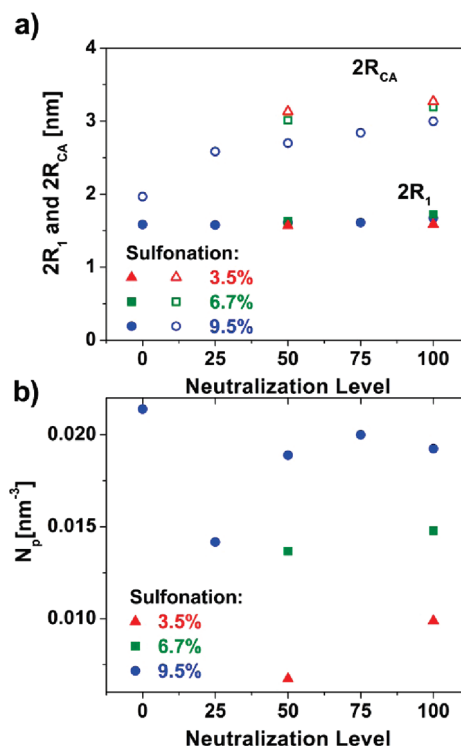 a)
2R₁ and 2R_CA [nm]
4
3
2
1
0
2R_CA
2R₁
Sulfonation:
3.5%
6.7%
9.5%
0 25 50 75 100
Neutralization Level
b)
N_p[nm⁻³]
0.020
0.015
0.010
Sulfonation:
3.5%
6.7%
9.5%
0 25 50 75 100
Neutralization Level